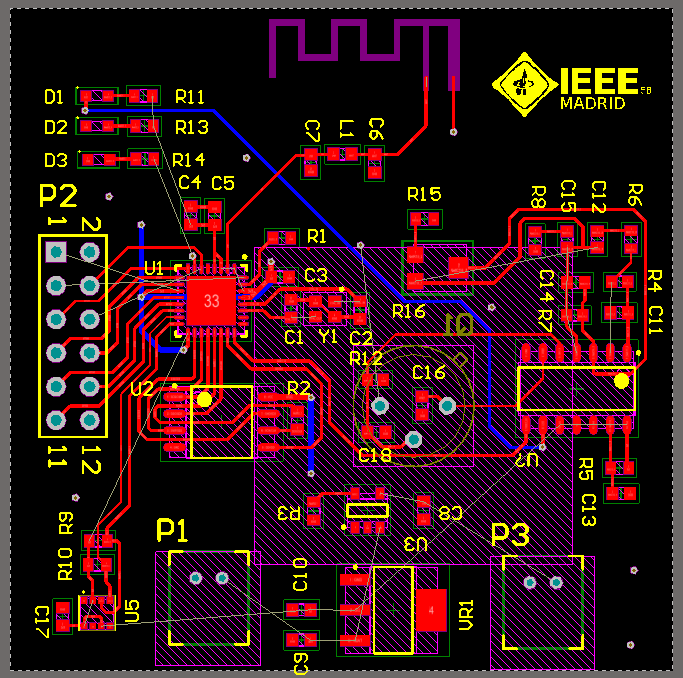 D1
R11
D2
R13
D3
R14
C7
L1
C6
IEEE
SB
MADRID
P2
1
2
C4
C5
R15
R8
C15
C12
R6
R1
U1
33
C3
C1
Y1
C2
R16
Q1
C14
R7
R4
C11
R12
C16
U2
R2
11
12
C18
U2
R5
C13
R3
C8
U3
R9
R10
P1
P3
C10
C17
U5
4
VR1
C9